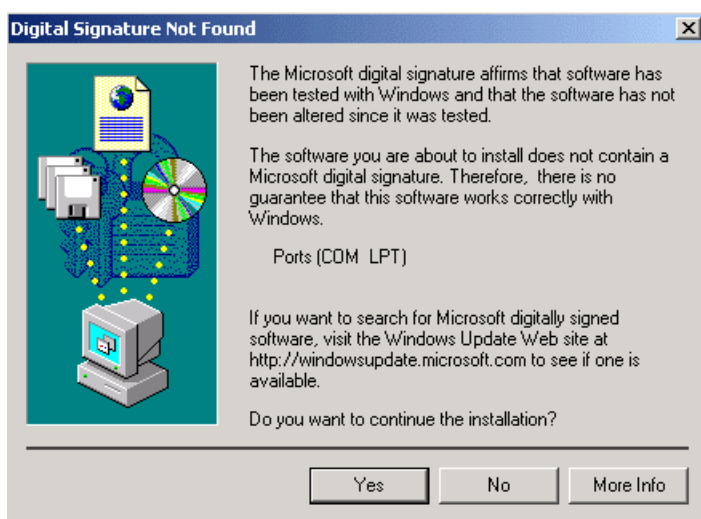 Digital Signature Not Found
The Microsoft digital signature affirms that software has
been tested with Windows and that the software has not
been altered since it was tested.
The software you are about to install does not contain a
Microsoft digital signature. Therefore,  there is no
guarantee that this software works correctly with
Windows.
Ports (COM  LPT)
If you want to search for Microsoft digitally signed
software, visit the Windows Update Web site at
http://windowsupdate.microsoft.com to see if one is
available.
Do you want to continue the installation?
Yes No More Info